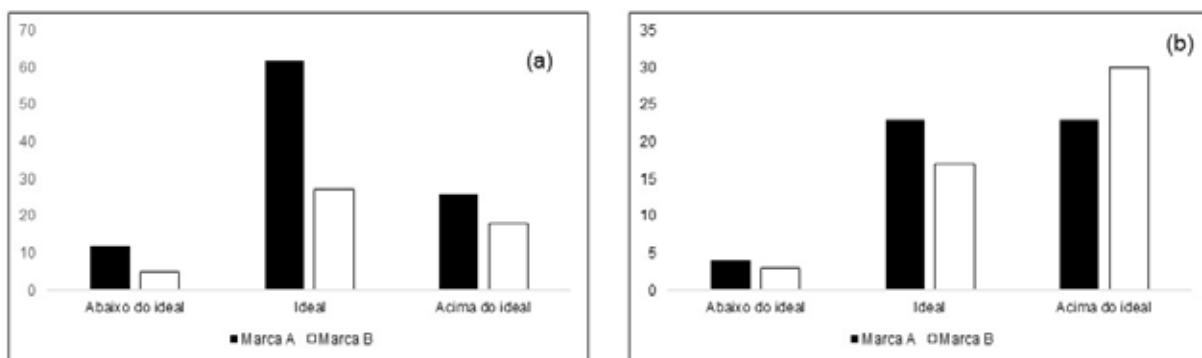 70
60
50
40
30
20
10
0
(a)
Abaixo do ideal
Ideal
Acima do ideal
Marca A
Marca B
35
30
25
20
15
10
5
0
(b)
Abaixo do ideal
Ideal
Acima do ideal
Marca A
Marca B